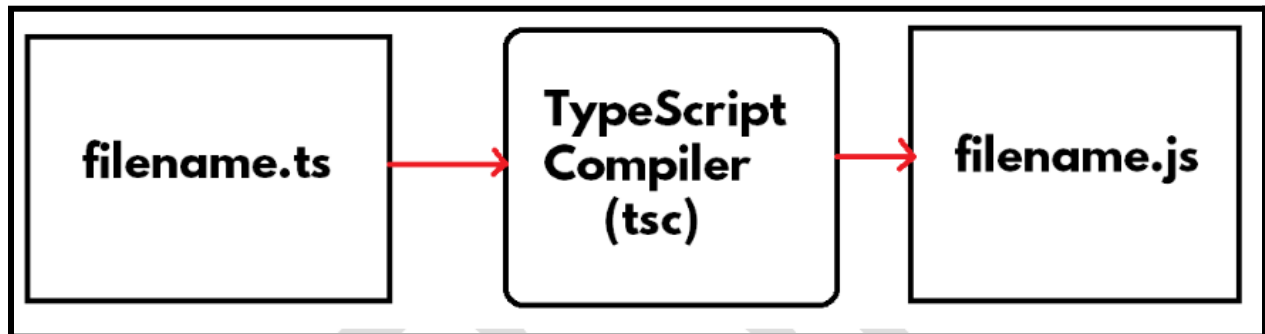 filename.ts
TypeScript
Compiler
(tsc)
filename.js